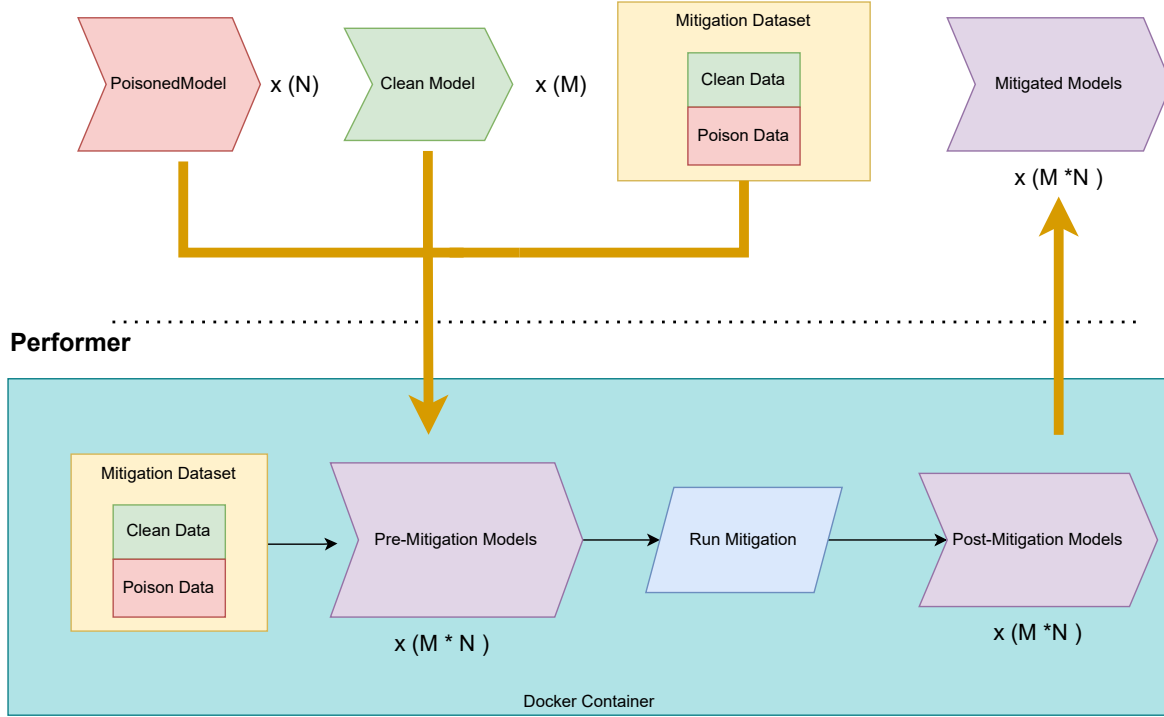 Mitigation Dataset
PoisonedModel
x (N)
Clean Model
x (M)
Clean Data
Poison Data
Mitigated Models
x (M *N )
Performer
Mitigation Dataset
Clean Data
Poison Data
Pre-Mitigation Models
x (M * N )
Run Mitigation
Post-Mitigation Models
x (M *N )
Docker Container